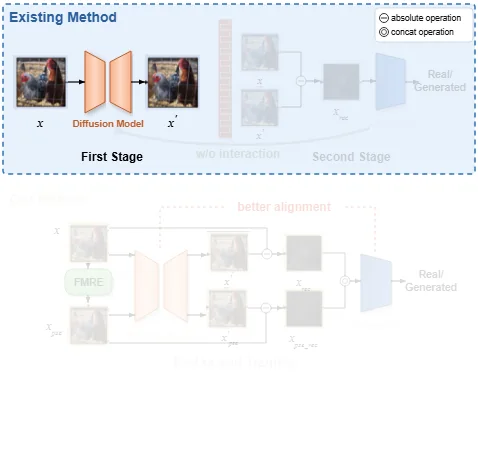 Existing Method
absolute operation
concat operation
x
Diffusion Model
x'
First Stage
x
x'
x
w/o interaction
Second Stage
Real/
Generated
better alignment
x
FMRE
x
x
Real/
Generated